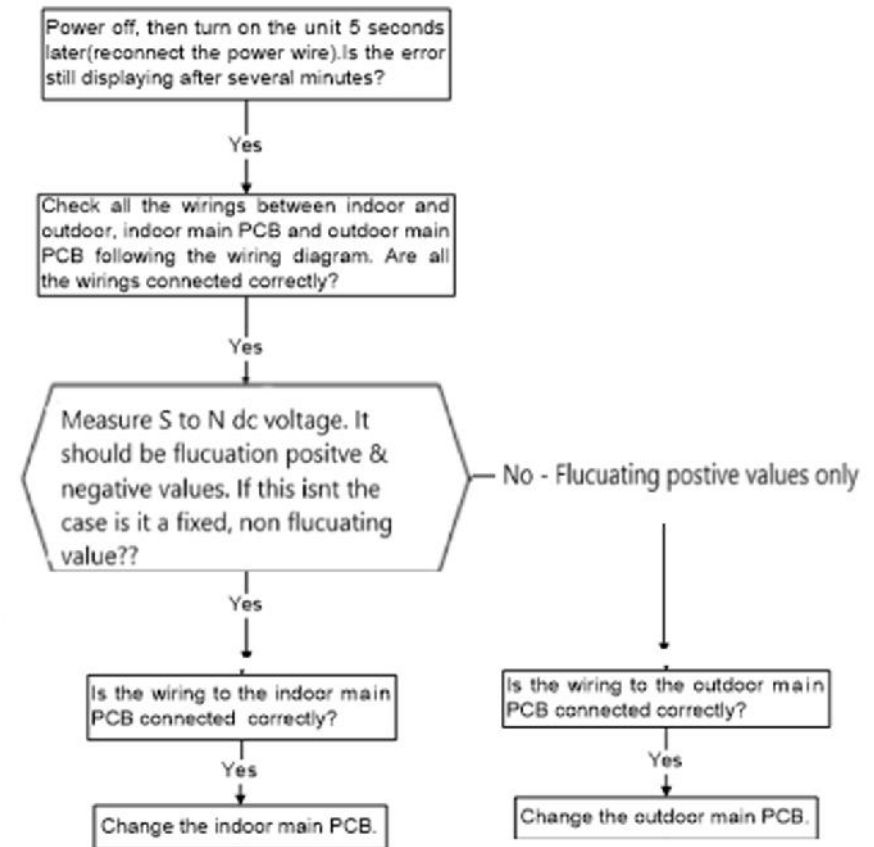 Power off, then turn on the unit 5 seconds
later(reconnect the power wire).Is the error
still displaying after several minutes?
Yes
Check all the wirings between indoor and
outdoor, indoor main PCB and outdoor main
PCB following the wiring diagram. Are all
the wirings connected correctly?
Yes
Measure S to N dc voltage. It
should be flucuation positve &
negative values. If this isnt the
case is it a fixed, non flucuating
value??
No - Flucuating postive values only
Yes
Is the wiring to the indoor main
PCB connected correctly?
Yes
Change the indoor main PCB.
Is the wiring to the outdoor main
PCB connected correctly?
Yes
Change the outdoor main PCB.